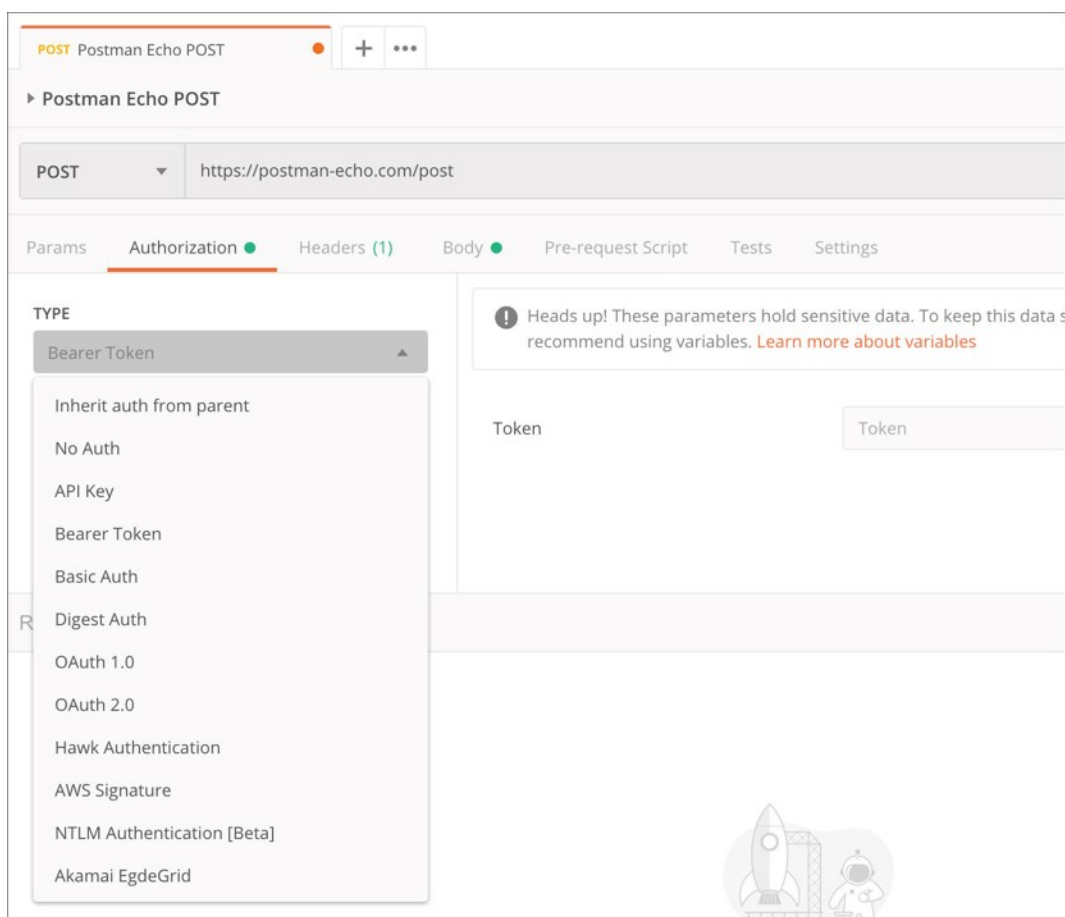 POST Postman Echo POST
Postman Echo POST
POST https://postman-echo.com/post
Params Authorization Headers (1) Body Pre-request Script Tests Settings
TYPE
Bearer Token
Inherit auth from parent
No Auth
API Key
Bearer Token
Basic Auth
Digest Auth
OAuth 1.0
OAuth 2.0
Hawk Authentication
AWS Signature
NTLM Authentication [Beta]
Akamai EgdeGrid
Heads up! These parameters hold sensitive data. To keep this data s
recommend using variables. Learn more about variables
Token Token
R